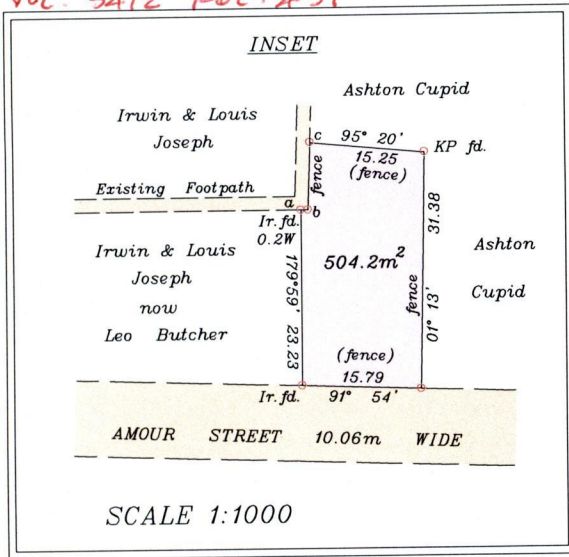 INSET
Ashton Cupid
Irwin & Louis
Joseph
c 95° 20' KP fd.
15.25
(fence)
fence
Existing Footpath
a b
Ir. fd.
0.2W
31.38
504.2m²
Ashton
Cupid
Irwin & Louis
Joseph
now
Leo Butcher
179°59' 23.23
fence
01° 13'
(fence)
15.79
Ir. fd. 91° 54'
AMOUR STREET 10.06m WIDE
SCALE 1:1000